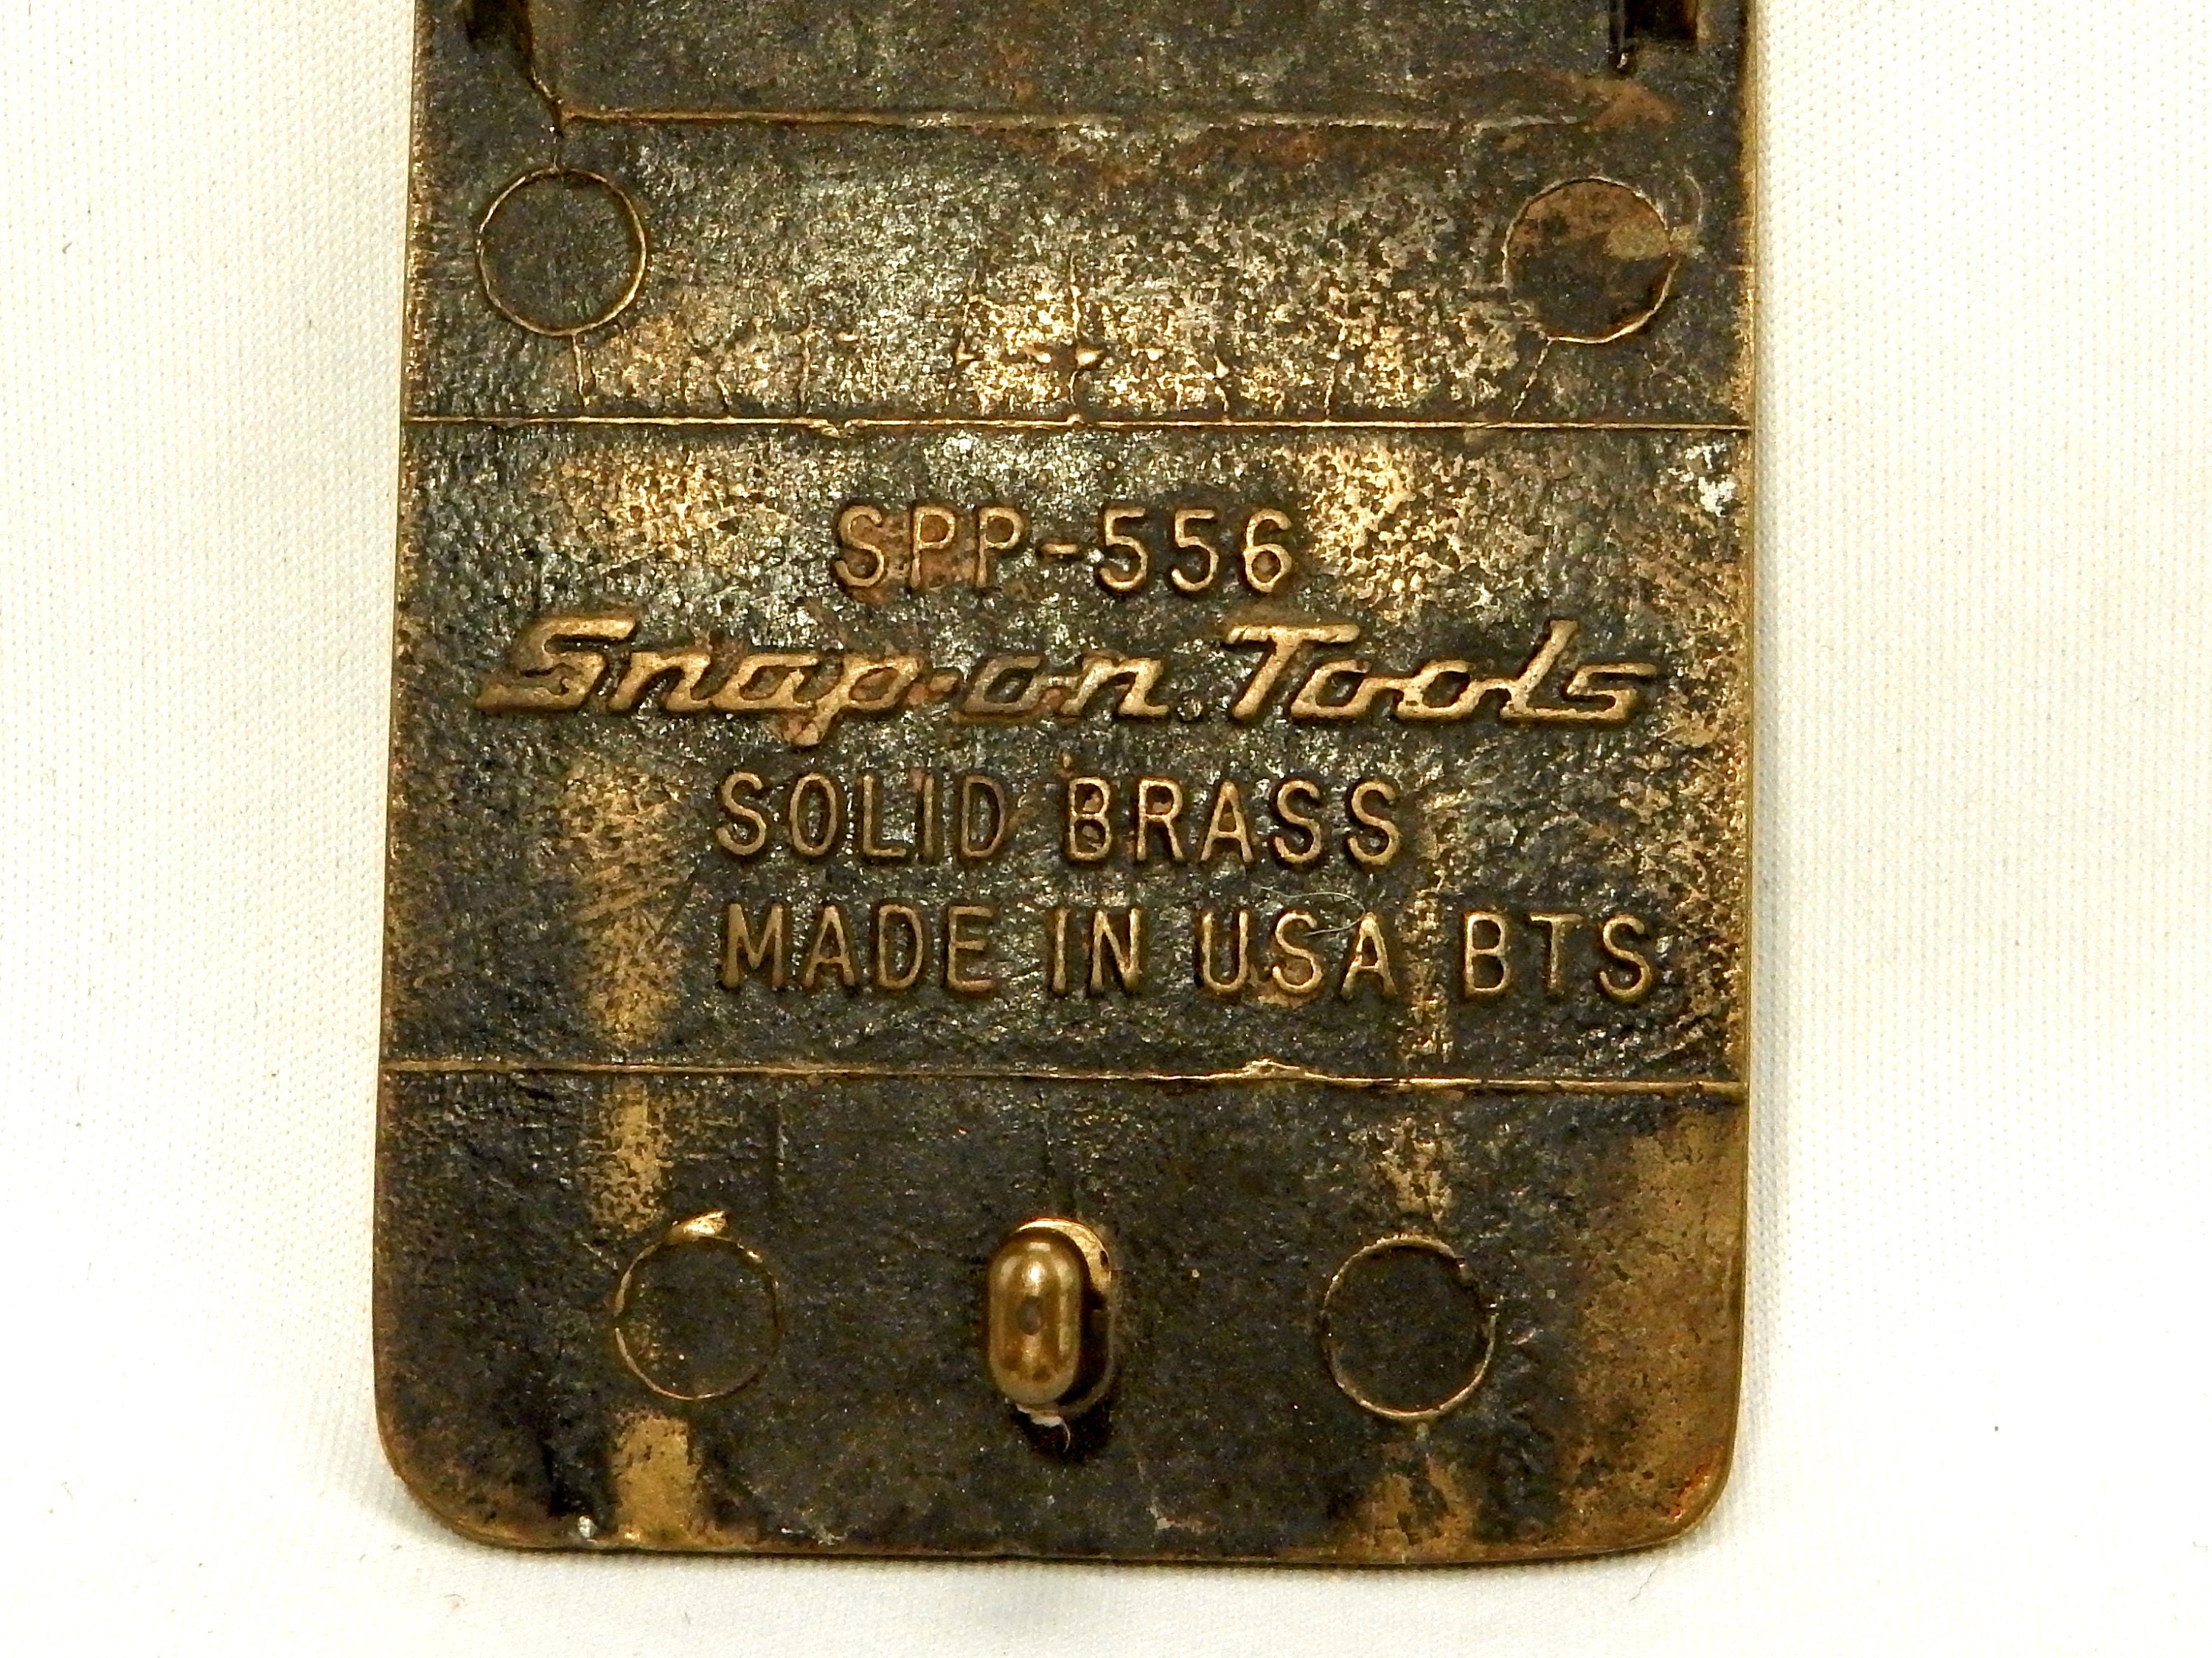 SPP-556
Snap-on Tools
SOLID BRASS
MADE IN USA BTS